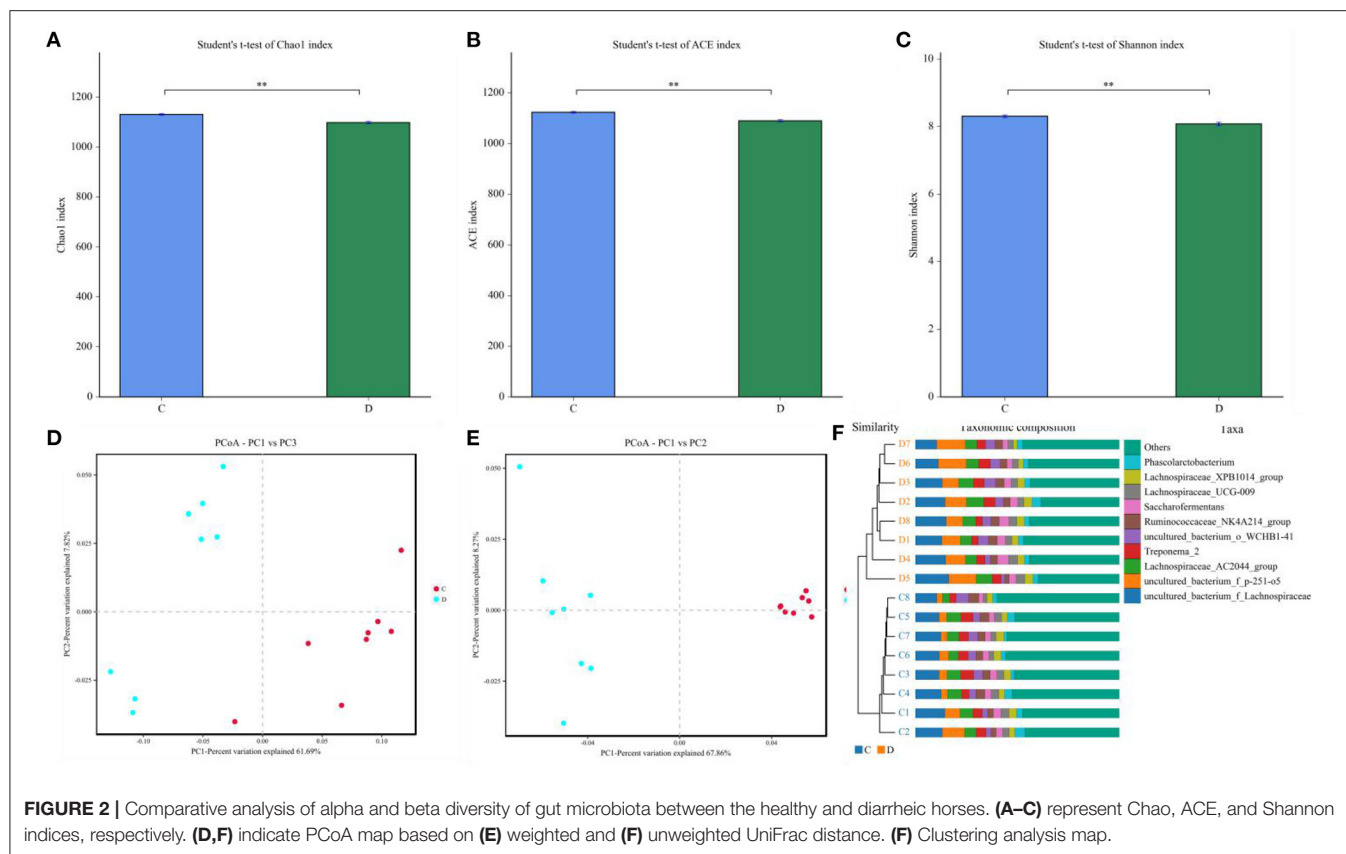 A
Student's t-test of Chao1 index
**
1200
1000
800
600
400
200
0
Chao1 index
C
D
B
Student's t-test of ACE index
**
1200
1000
800
600
400
200
0
ACE index
C
D
C
Student's t-test of Shannon index
**
10
8
6
4
2
0
Shannon index
C
D
D
PCoA - PC1 vs PC3
0.050
0.025
0.000
-0.025
PC2-Percent variation explained 7.82%
-0.10
-0.05
0.00
0.05
0.10
PC1-Percent variation explained 61.69%
C
D
E
PCoA - PC1 vs PC2
0.050
0.025
0.000
-0.025
PC2-Percent variation explained 8.27%
-0.04
0.00
0.04
PC1-Percent variation explained 67.86%
F
Similarity
Taxonomic composition
Taxa
D7
D6
D3
D2
D8
D1
D4
D5
C8
C5
C7
C6
C3
C4
C1
C2
C D
Others
Phascolarctobacterium
Lachnospiraceae_XPB1014_group
Lachnospiraceae_UCG-009
Saccharofermentans
Ruminococcaceae_NK4A214_group
uncultured_bacterium_o_WCHB1-41
Treponema_2
Lachnospiraceae_AC2044_group
uncultured_bacterium_f_p-251-o5
uncultured_bacterium_f_Lachnospiraceae
FIGURE 2 | Comparative analysis of alpha and beta diversity of gut microbiota between the healthy and diarrheic horses. (A–C) represent Chao, ACE, and Shannon
indices, respectively. (D,F) indicate PCoA map based on (E) weighted and (F) unweighted UniFrac distance. (F) Clustering analysis map.